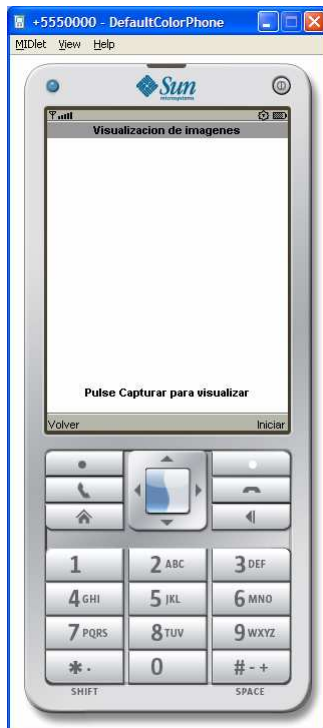 +5550000 - DefaultColorPhone
MIDlet View Help
Sun
microsystems
Visualizacion de imagenes
Pulse Capturar para visualizar
Volver Iniciar
1 2 ABC 3 DEF
4 GHI 5 JKL 6 MNO
7 PQRS 8 TUV 9 WXYZ
* . 0 # - +
SHIFT SPACE